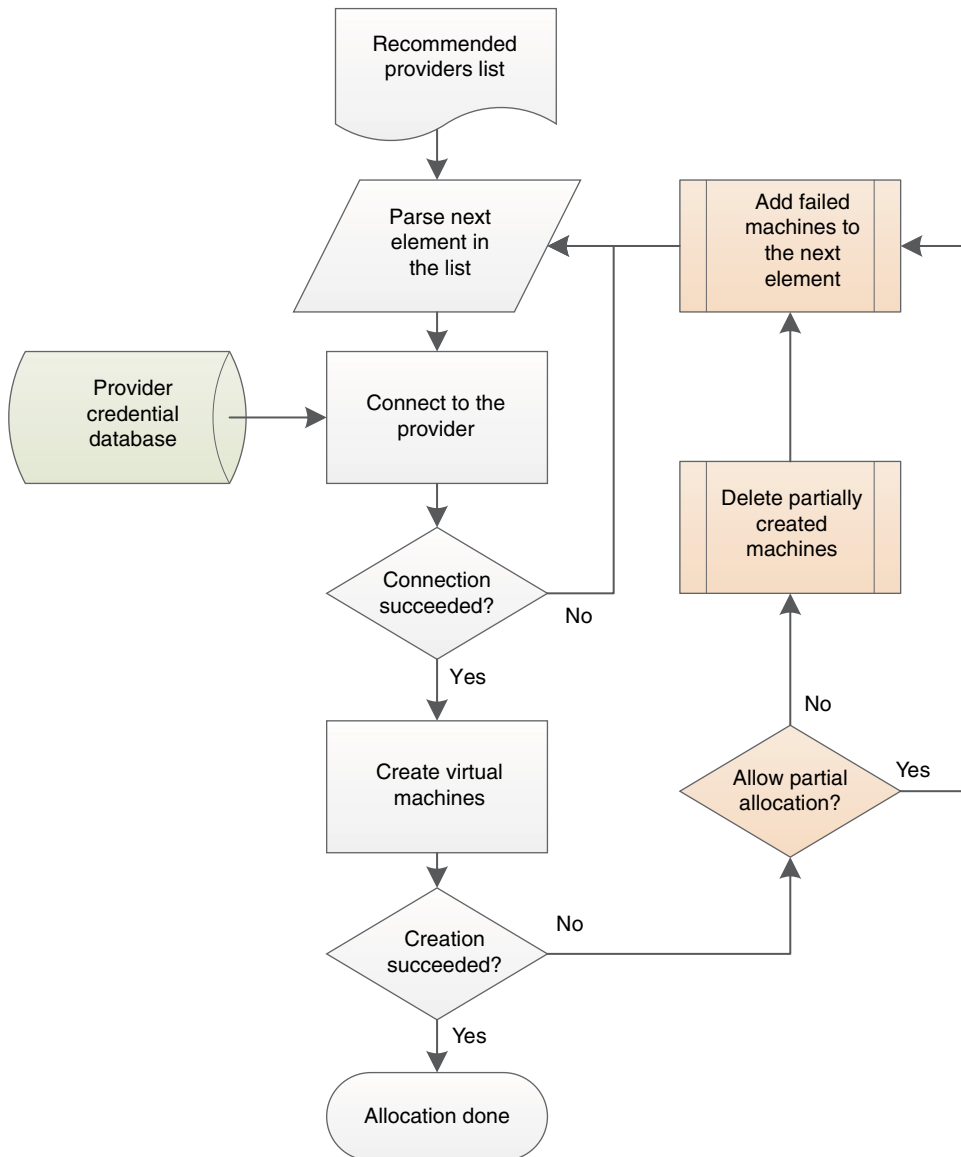 Recommended
providers list
Parse next
element in
the list
Add failed
machines to
the next
element
Provider
credential
database
Connect to the
provider
Delete partially
created
machines
Connection
succeeded?
No
Yes
No
Create virtual
machines
Allow partial
allocation?
Yes
No
Creation
succeeded?
Yes
Allocation done